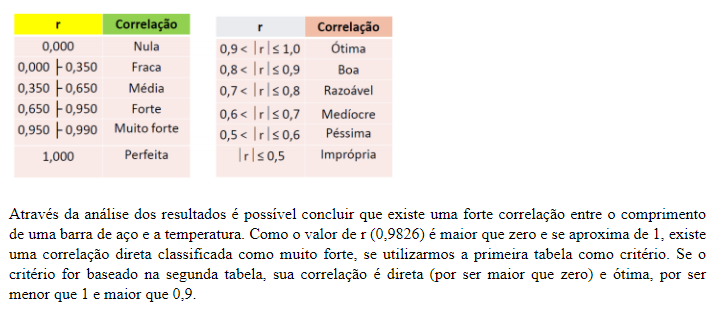 r Correlação
0,000 Nula
0,000 ├ 0,350 Fraca
0,350 ├ 0,650 Média
0,650 ├ 0,950 Forte
0,950 ├ 0,990 Muito forte
1,000 Perfeita
r Correlação
0,9 < |r| ≤ 1,0 Ótima
0,8 < |r| ≤ 0,9 Boa
0,7 < |r| ≤ 0,8 Razoável
0,6 < |r| ≤ 0,7 Medíocre
0,5 < |r| ≤ 0,6 Péssima
|r| ≤ 0,5 Imprópria
Através da análise dos resultados é possível concluir que existe uma forte correlação entre o comprimento
de uma barra de aço e a temperatura. Como o valor de r (0,9826) é maior que zero e se aproxima de 1, existe
uma correlação direta classificada como muito forte, se utilizarmos a primeira tabela como critério. Se o
critério for baseado na segunda tabela, sua correlação é direta (por ser maior que zero) e ótima, por ser
menor que 1 e maior que 0,9.